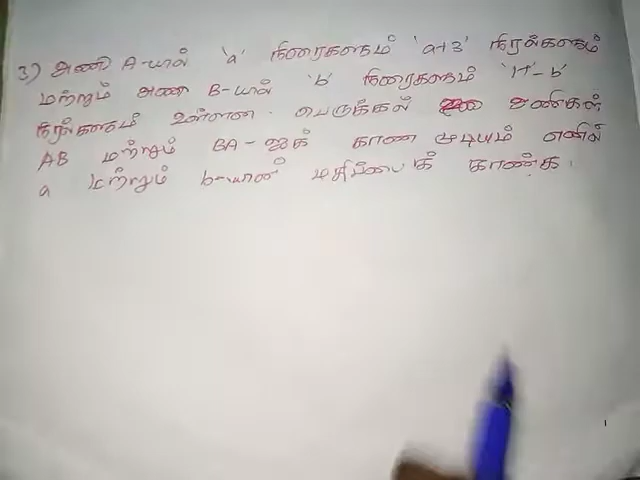 3) அணி A-யில் 'a' நிரைகளும் 'a+3' நிரல்களும்
மற்றும் அணி B-யில் 'b' நிரைகளும் '17-b'
நிரல்களும் உள்ளன. பெருக்கல் அணிகள்
AB மற்றும் BA-ஐக் காண முடியும் எனில்
a மற்றும் b-யின் மதிப்பைக் காண்க.